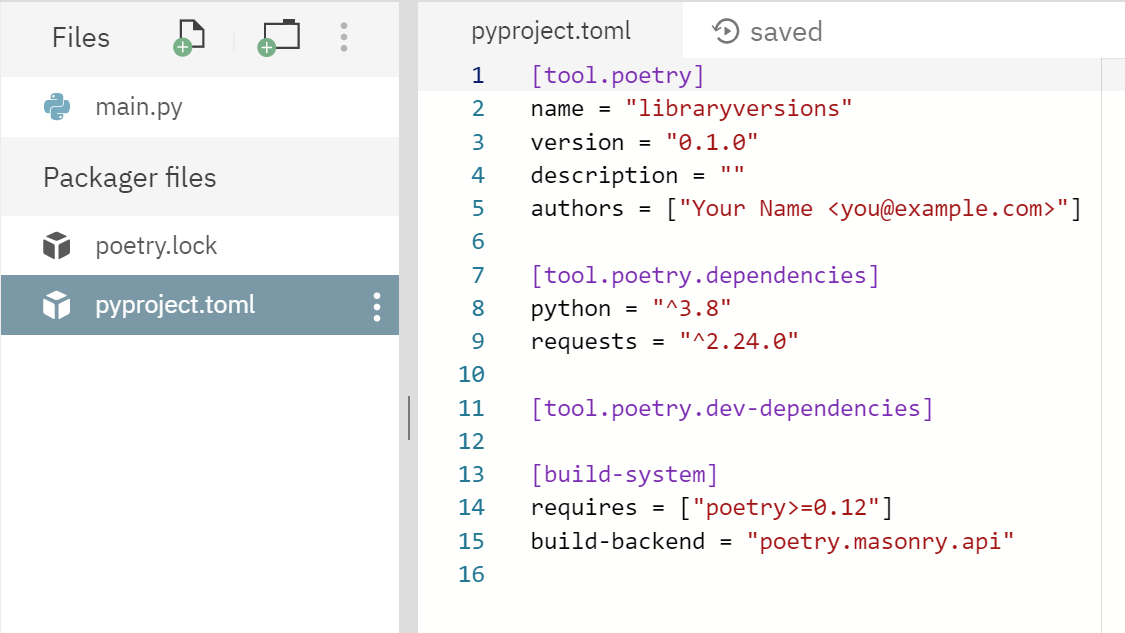 Files
main.py
Packager files
poetry.lock
pyproject.toml
pyproject.toml
saved
1 [tool.poetry]
2 name = "libraryversions"
3 version = "0.1.0"
4 description = ""
5 authors = ["Your Name <you@example.com>"]
6
7 [tool.poetry.dependencies]
8 python = "^3.8"
9 requests = "^2.24.0"
10
11 [tool.poetry.dev-dependencies]
12
13 [build-system]
14 requires = ["poetry>=0.12"]
15 build-backend = "poetry.masonry.api"
16